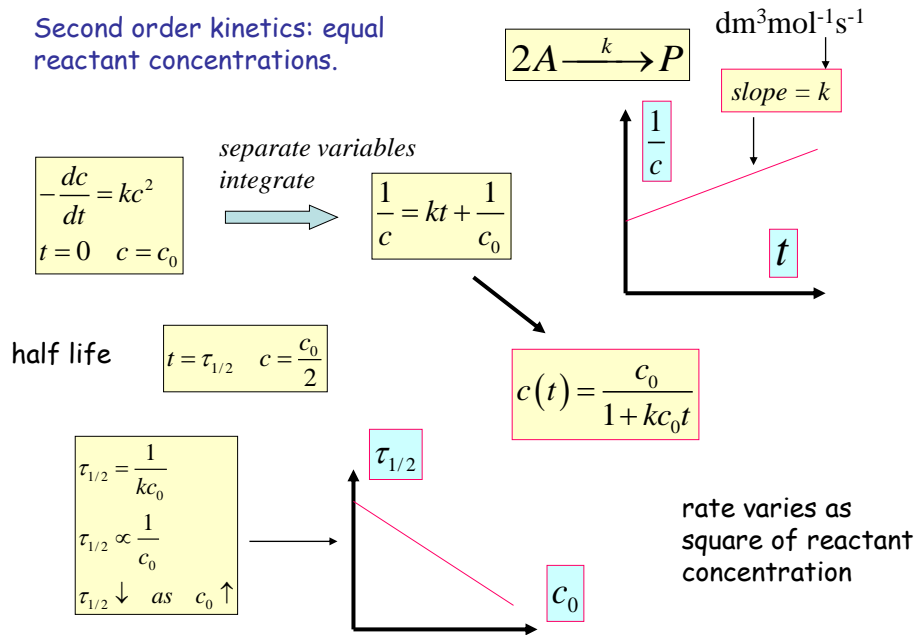 Second order kinetics: equal
reactant concentrations.
2A —k→ P
dm³mol⁻¹s⁻¹
slope = k
1/c
t
−dc/dt = kc²
t = 0 c = c₀
separate variables
integrate
1/c = kt + 1/c₀
half life
t = τ₁/₂ c = c₀/2
c(t) = c₀/(1 + kc₀t)
τ₁/₂ = 1/kc₀
τ₁/₂ ∝ 1/c₀
τ₁/₂ ↓ as c₀ ↑
τ₁/₂
c₀
rate varies as
square of reactant
concentration